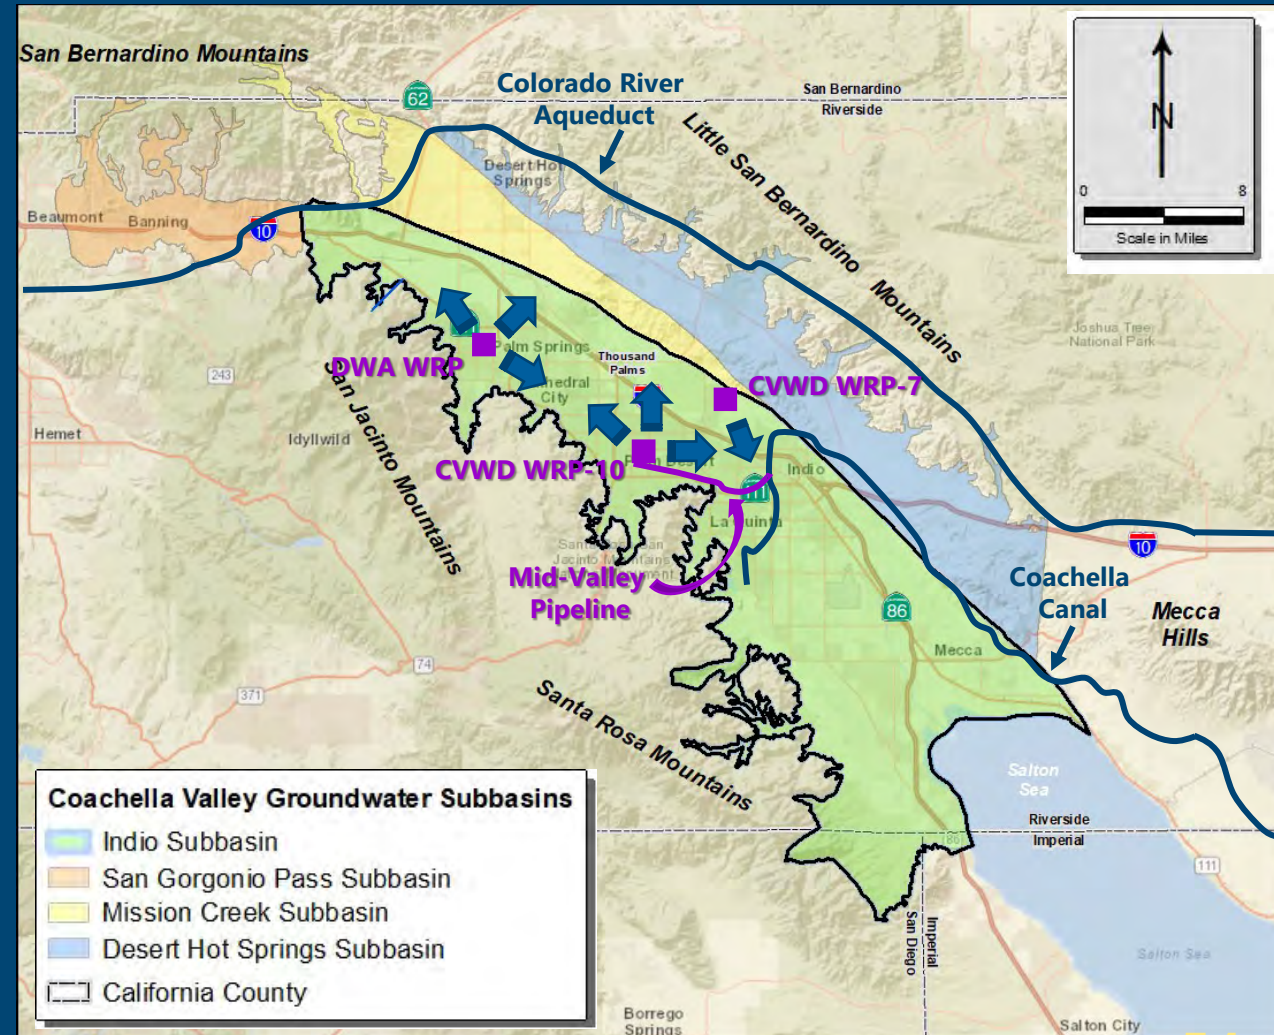 San Bernardino Mountains
62
Colorado River
Aqueduct
San Bernardino
Riverside
N
0
8
Scale in Miles
Little San Bernardino Mountains
Desert Hot
Springs
Beaumont
Banning
10
Joshua Tree
National Park
Palm Springs
Thousand
Palms
DWA WRP
Cathedral
City
CVWD WRP-7
243
San Jacinto Mountains
Hemet
Idyllwild
CVWD WRP-10
Palm Desert
Indio
111
La Quinta
10
Mid-Valley
Pipeline
Coachella
Canal
86
Mecca
Mecca
Hills
74
371
Santa Rosa Mountains
Salton
Sea
Riverside
Imperial
86
111
Coachella Valley Groundwater Subbasins
Indio Subbasin
San Gorgonio Pass Subbasin
Mission Creek Subbasin
Desert Hot Springs Subbasin
California County
Imperial
San Diego
Salton Sea
Borrego
Springs
Salton City